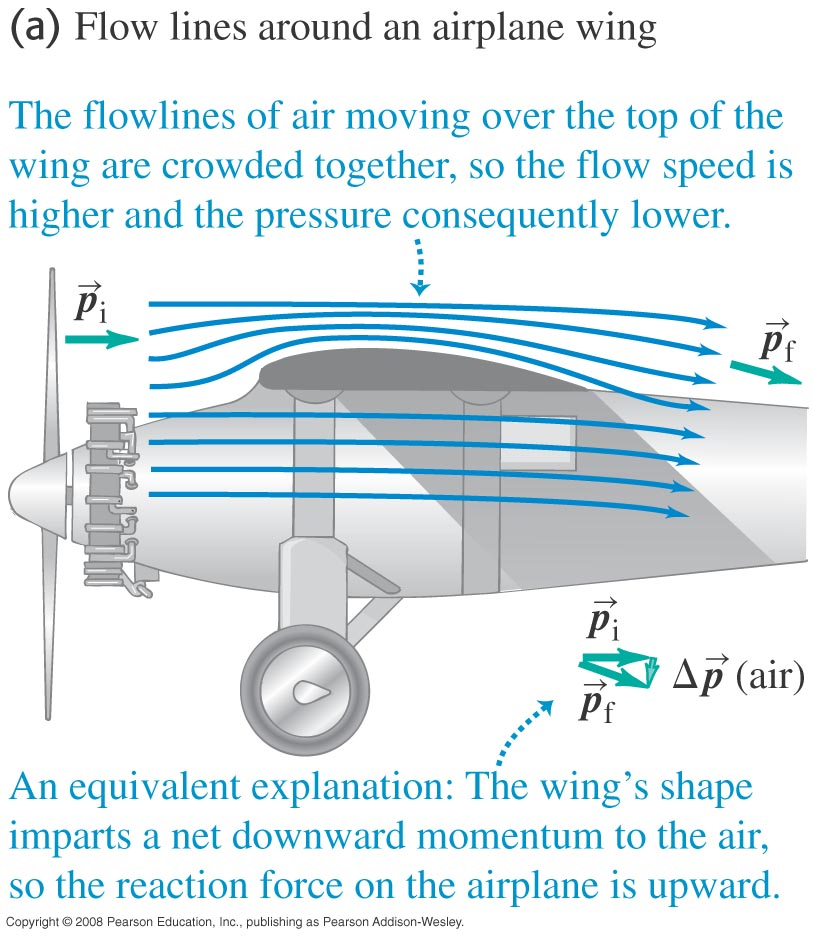 (a) Flow lines around an airplane wing
The flowlines of air moving over the top of the
wing are crowded together, so the flow speed is
higher and the pressure consequently lower.
p⃗i
p⃗f
p⃗i
Δp⃗ (air)
p⃗f
An equivalent explanation: The wing’s shape
imparts a net downward momentum to the air,
so the reaction force on the airplane is upward.
Copyright © 2008 Pearson Education, Inc., publishing as Pearson Addison-Wesley.